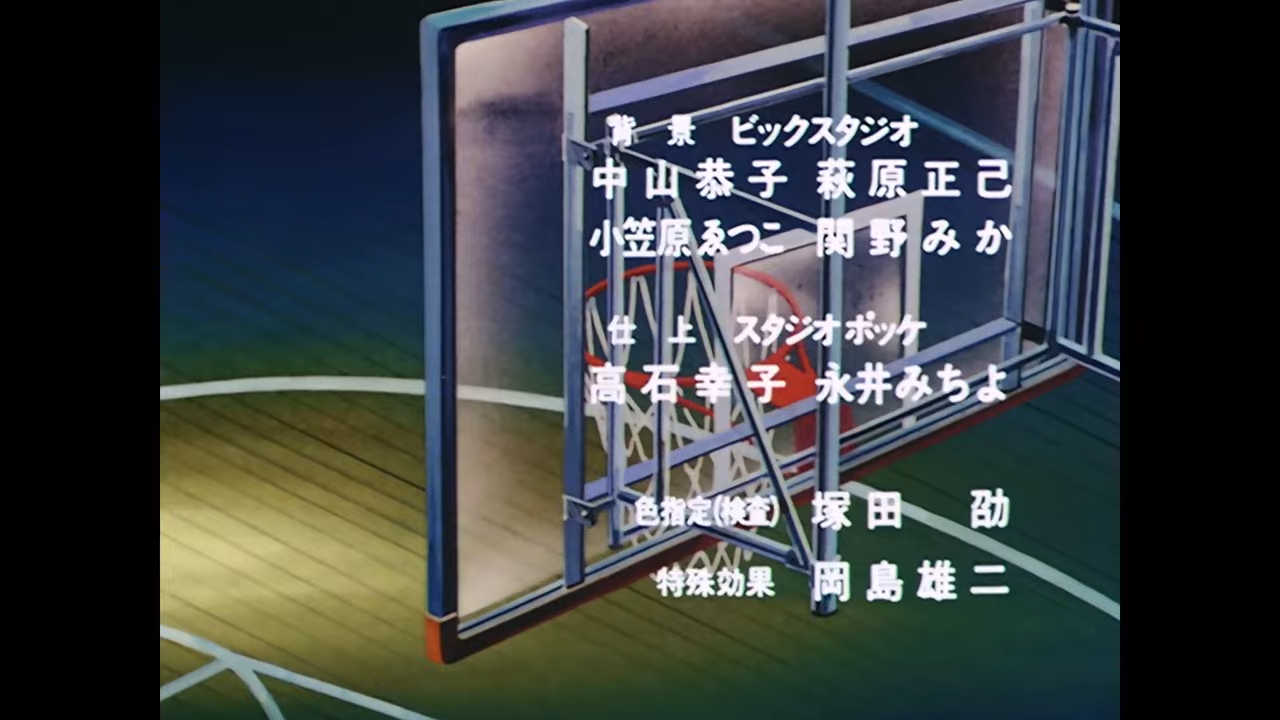 背景 ビックスタジオ
中山恭子 萩原正己
小笠原ゑつこ 関野みか
仕上 スタジオポッケ
高石幸子 永井みちよ
色指定(検査) 塚田 劭
特殊効果 岡島雄二